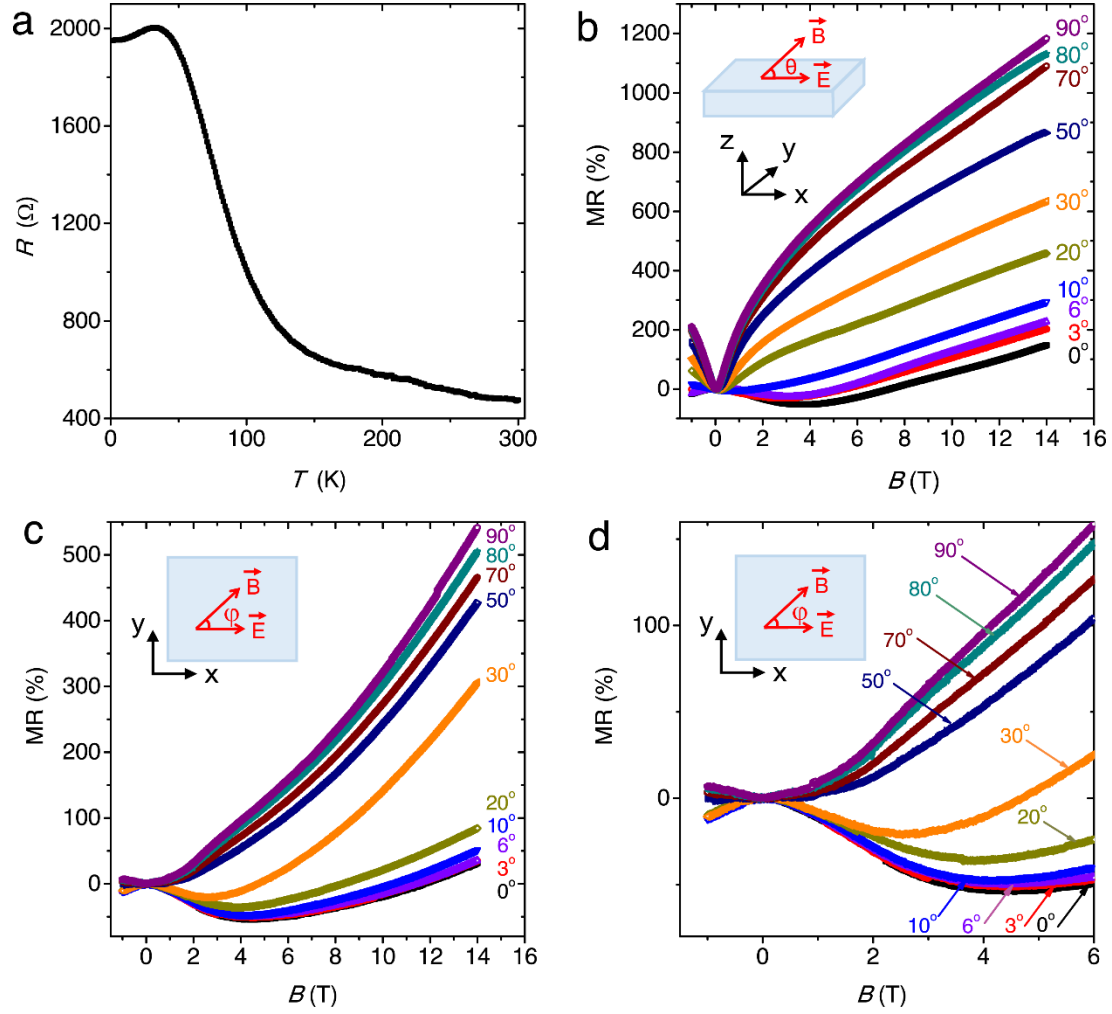 a
2000
1600
1200
800
400
R (Ω)
0 100 200 300
T (K)
b
1200
1000
800
600
400
200
0
MR (%)
B
θ
E
z
y
x
90°
80°
70°
50°
30°
20°
10°
6°
3°
0°
0 2 4 6 8 10 12 14 16
B (T)
c
500
400
300
200
100
0
MR (%)
B
φ
E
y
x
90°
80°
70°
50°
30°
20°
10°
6°
3°
0°
0 2 4 6 8 10 12 14 16
B (T)
d
100
0
MR (%)
B
φ
E
y
x
90°
80°
70°
50°
30°
20°
10° 6° 3° 0°
0 2 4 6
B (T)